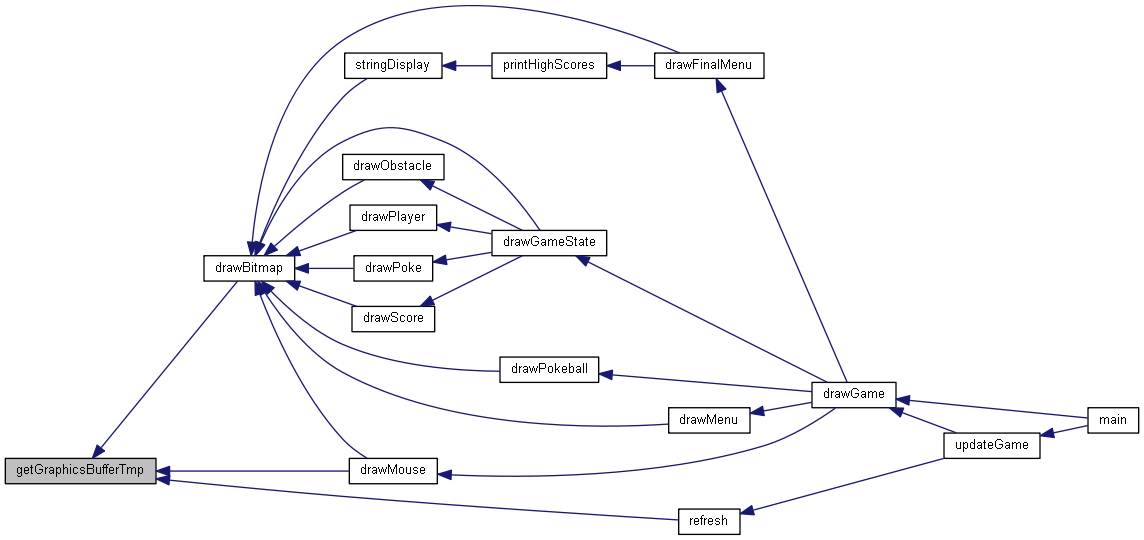 stringDisplay
printHighScores
drawFinalMenu
drawObstacle
drawPlayer
drawGameState
drawBitmap
drawPoke
drawScore
drawPokeball
drawGame
drawMenu
main
updateGame
getGraphicsBufferTmp
drawMouse
refresh